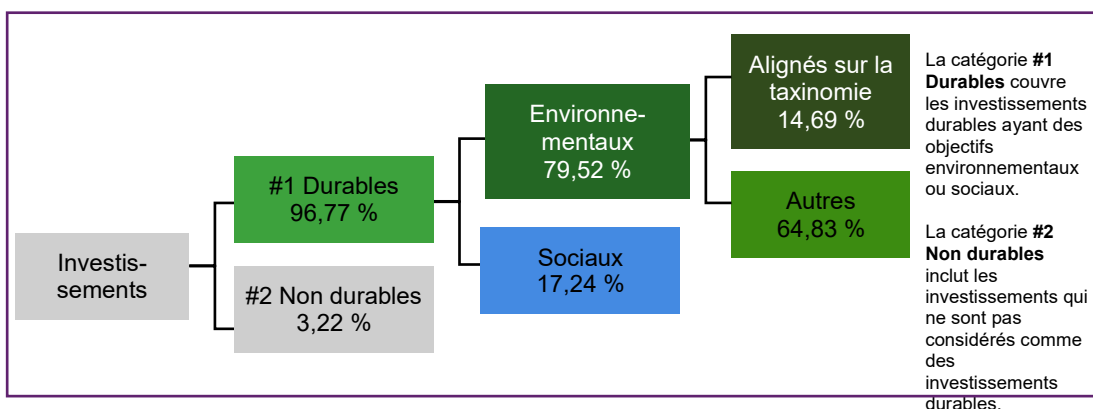 Investis-
sements
#1 Durables
96,77 %
#2 Non durables
3,22 %
Environne-
mentaux
79,52 %
Sociaux
17,24 %
Alignés sur la
taxinomie
14,69 %
Autres
64,83 %
La catégorie #1
Durables couvre
les investissements
durables ayant des
objectifs
environnementaux
ou sociaux.
La catégorie #2
Non durables
inclut les
investissements qui
ne sont pas
considérés comme
des
investissements
durables.